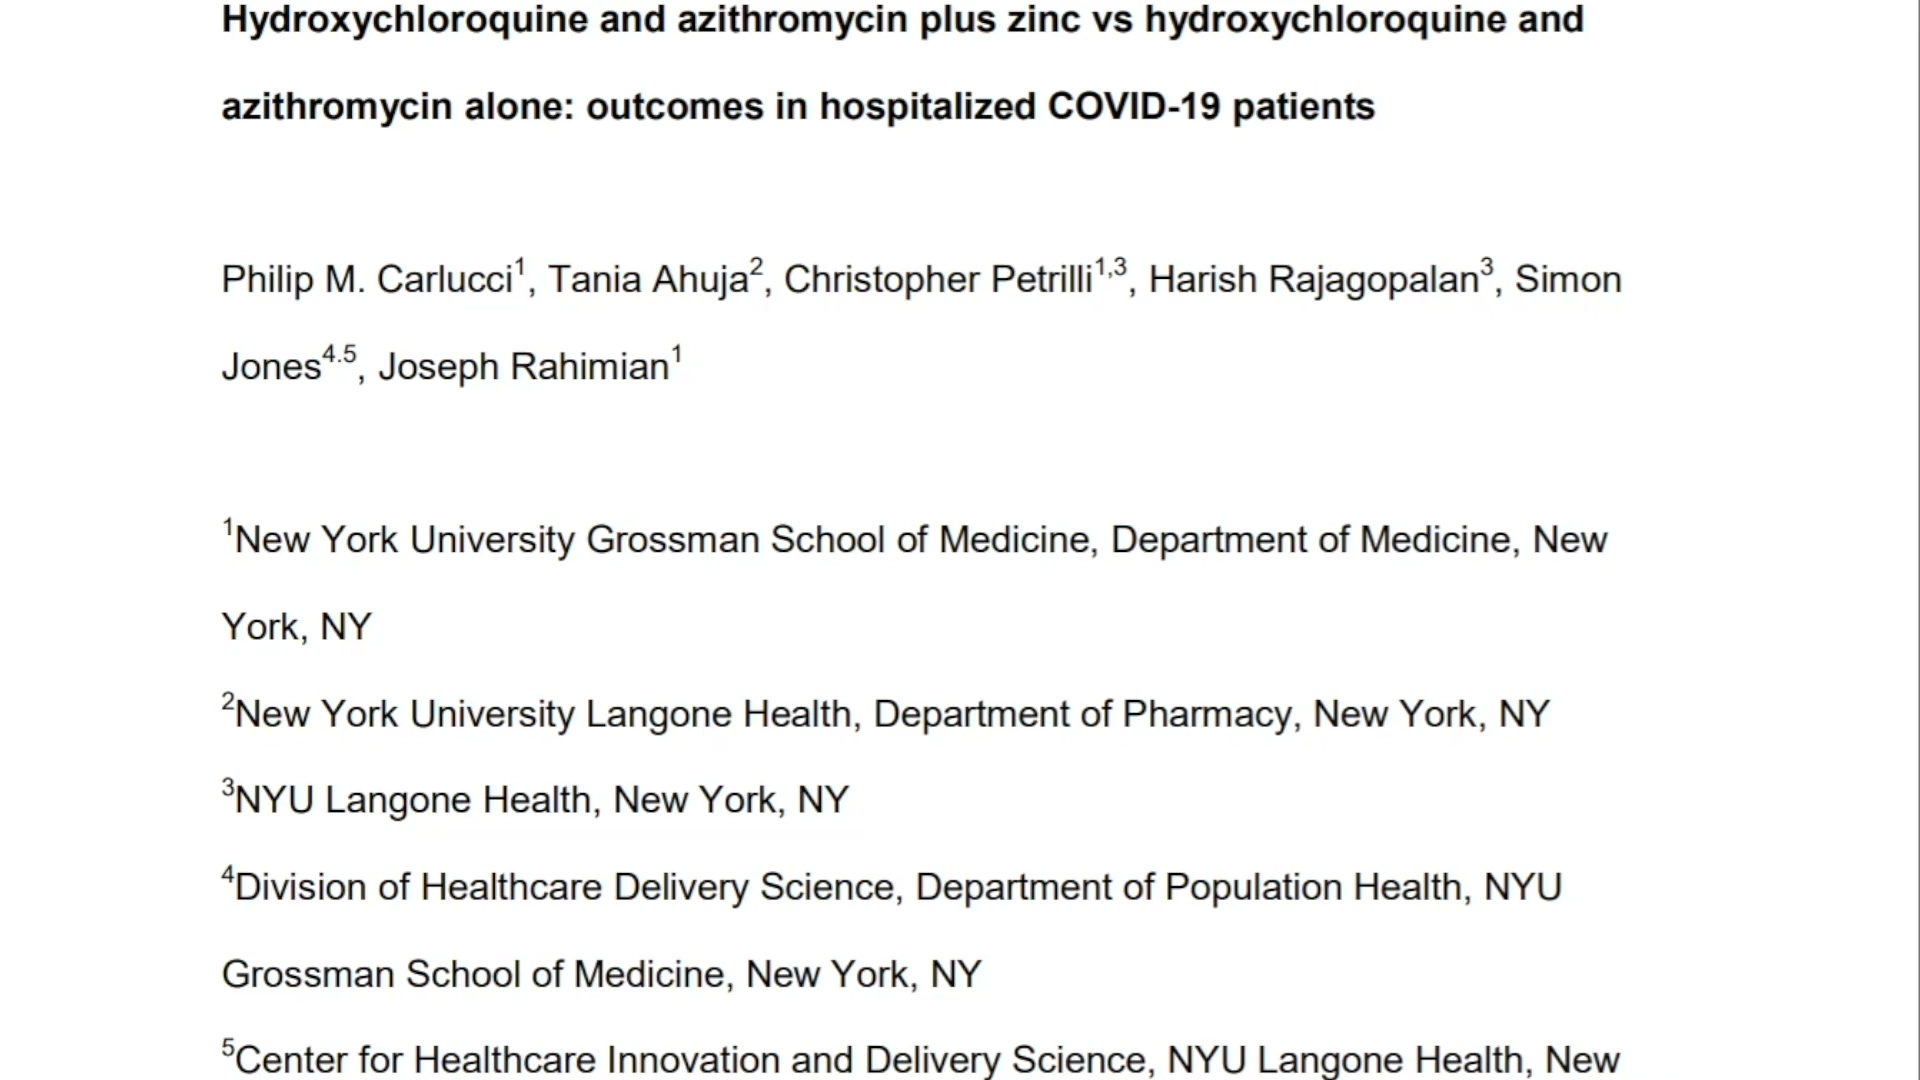 Hydroxychloroquine and azithromycin plus zinc vs hydroxychloroquine and
azithromycin alone: outcomes in hospitalized COVID-19 patients
Philip M. Carlucci1, Tania Ahuja2, Christopher Petrilli1,3, Harish Rajagopalan3, Simon
Jones4.5, Joseph Rahimian1
1New York University Grossman School of Medicine, Department of Medicine, New
York, NY
2New York University Langone Health, Department of Pharmacy, New York, NY
3NYU Langone Health, New York, NY
4Division of Healthcare Delivery Science, Department of Population Health, NYU
Grossman School of Medicine, New York, NY
5Center for Healthcare Innovation and Delivery Science, NYU Langone Health, New